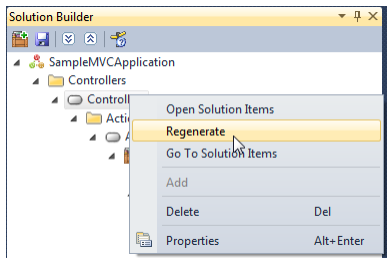 Solution Builder
SampleMVCApplication
Controllers
Controll
Open Solution Items
Actio
Regenerate
A
Go To Solution Items
Add
Delete Del
Properties Alt+Enter